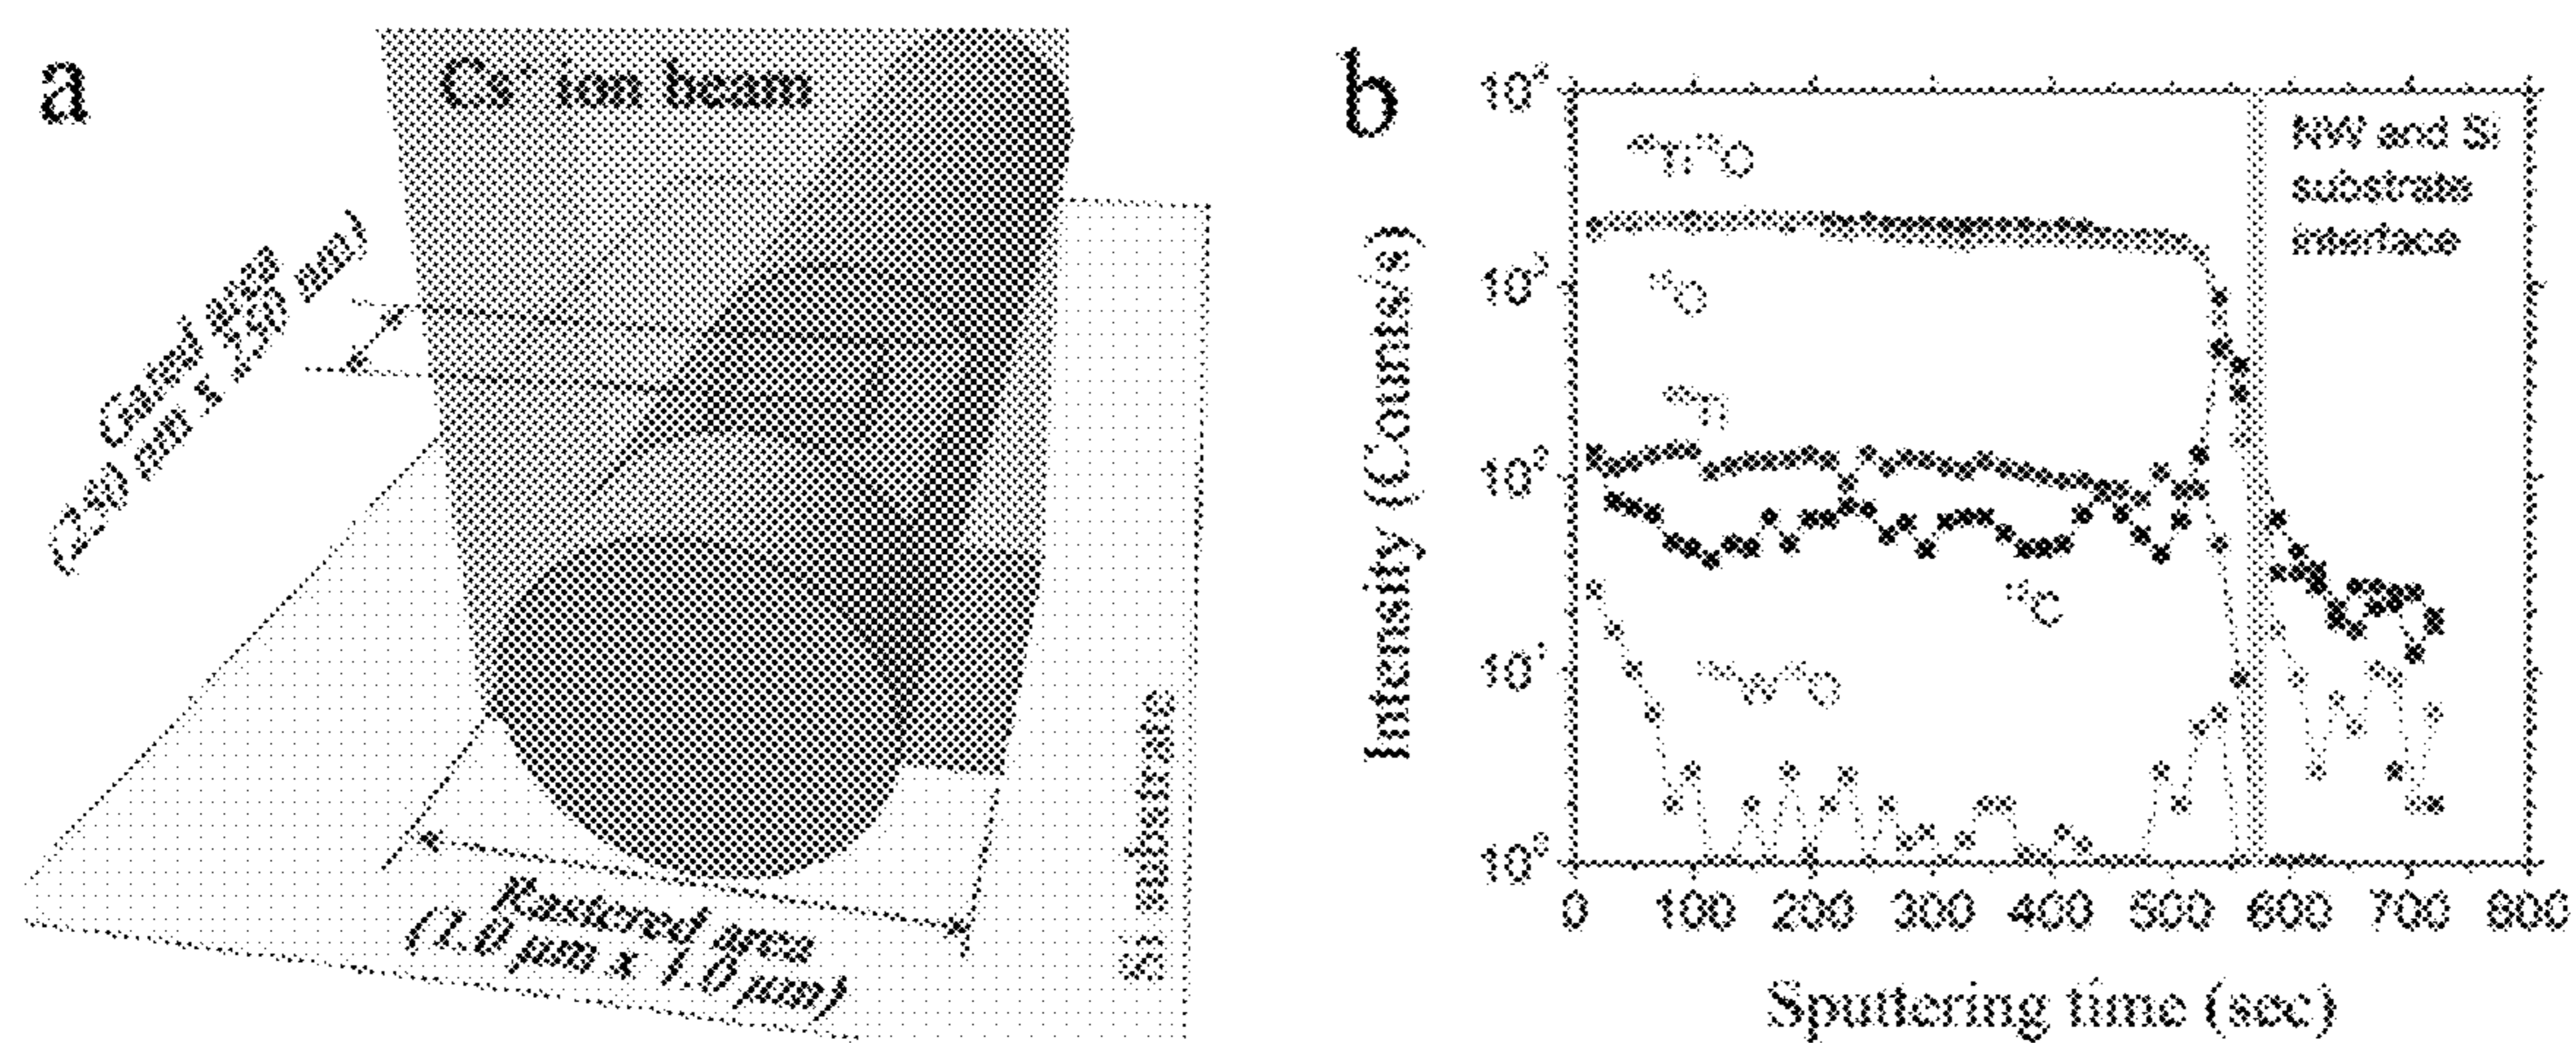 a
Cs⁺ ion beam
Gated area
(250 nm x 250 nm)
Rastered area
(1.0 μm x 1.0 μm)
Si substrate
b
Intensity (Counts/s)
10⁴
10³
10²
10¹
10⁰
NW and Si
substrate
interface
O
Ti
C
0 100 200 300 400 500 600 700 800
Sputtering time (sec)